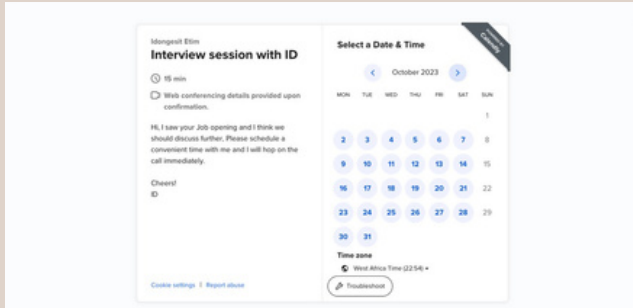 Idongesit Etim
Interview session with ID
15 min
Web conferencing details provided upon
confirmation.
Hi, I saw your Job opening and I think we
should discuss further. Please schedule a
convenient time with me and I will hop on the
call immediately.
Cheers!
ID
Cookie settings | Report abuse
Select a Date & Time
POWERED BY
Calendly
< October 2023 >
MON TUE WED THU FRI SAT SUN
1
2 3 4 5 6 7 8
9 10 11 12 13 14 15
16 17 18 19 20 21 22
23 24 25 26 27 28 29
30 31
Time zone
West Africa Time (22:54)
Troubleshoot